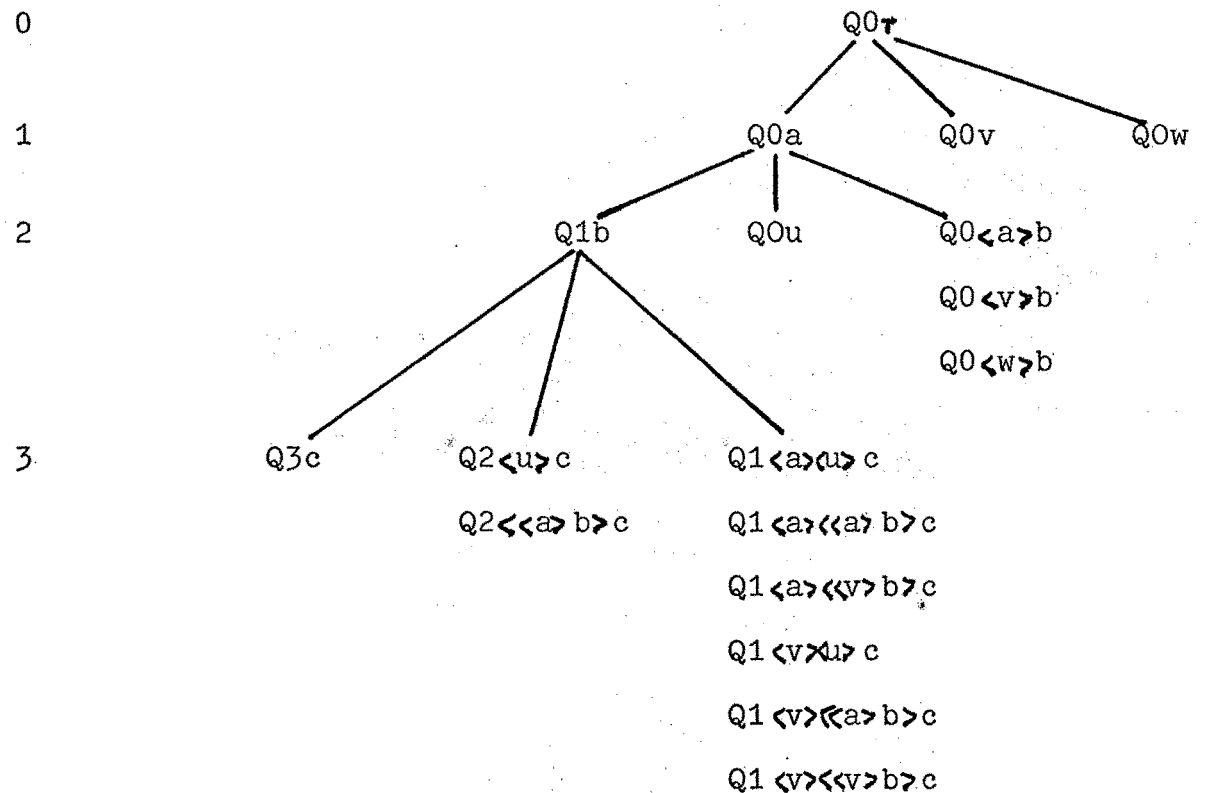 0 Q0r
1 Q0a Q0v Q0w
2 Q1b Q0u Q0<a>b
Q0<v>b
Q0<w>b
3 Q3c Q2<u>c Q1<a><u>c
Q2<<a>b>c Q1<a><<a>b>c
Q1<a><<v>b>c
Q1<v><u>c
Q1<v><<a>b>c
Q1<v><<v>b>c